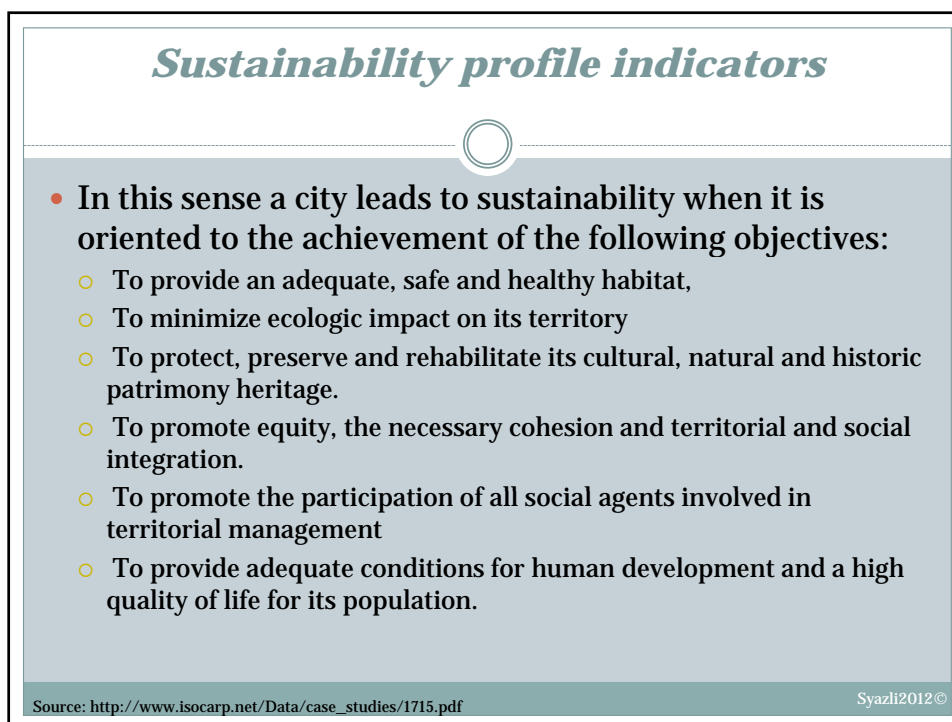 Sustainability profile indicators
• In this sense a city leads to sustainability when it is
oriented to the achievement of the following objectives:
○ To provide an adequate, safe and healthy habitat,
○ To minimize ecologic impact on its territory
○ To protect, preserve and rehabilitate its cultural, natural and historic
patrimony heritage.
○ To promote equity, the necessary cohesion and territorial and social
integration.
○ To promote the participation of all social agents involved in
territorial management
○ To provide adequate conditions for human development and a high
quality of life for its population.
Source: http://www.isocarp.net/Data/case_studies/1715.pdf
Syazli2012©